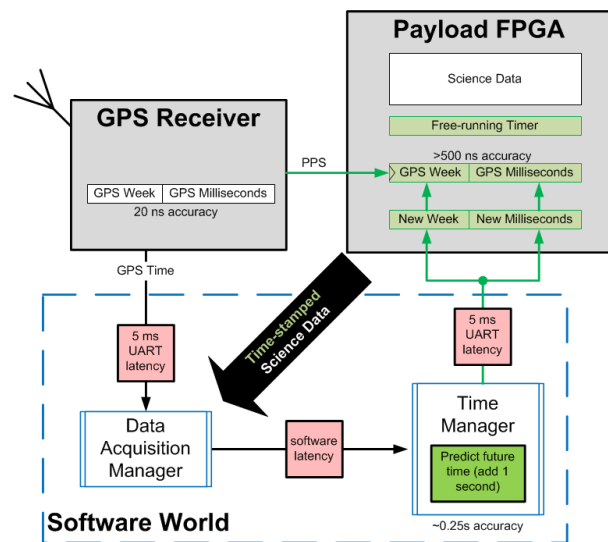 Payload FPGA
Science Data
Free-running Timer
>500 ns accuracy
GPS Week
GPS Milliseconds
New Week
New Milliseconds
GPS Receiver
GPS Week
GPS Milliseconds
20 ns accuracy
PPS
GPS Time
Time-stamped
Science Data
5 ms
UART
latency
5 ms
UART
latency
Data
Acquisition
Manager
software
latency
Time
Manager
Predict future
time (add 1
second)
~0.25s accuracy
Software World